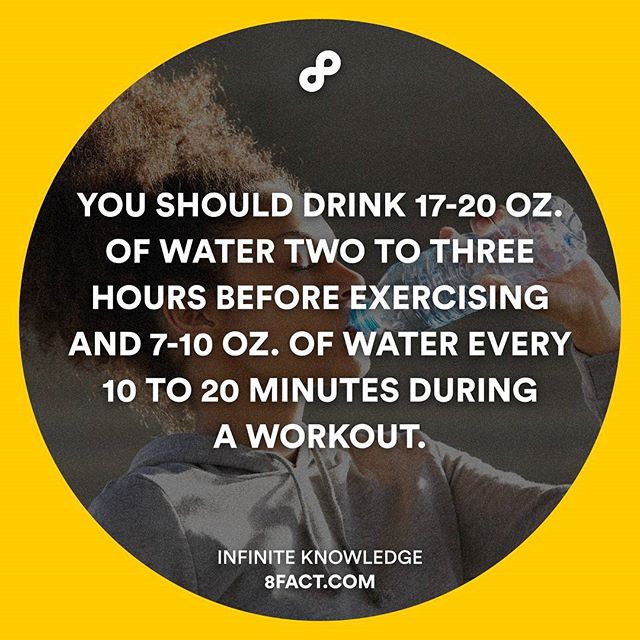 YOU SHOULD DRINK 17-20 OZ.
OF WATER TWO TO THREE
HOURS BEFORE EXERCISING
AND 7-10 OZ. OF WATER EVERY
10 TO 20 MINUTES DURING
A WORKOUT.
INFINITE KNOWLEDGE
8FACT.COM